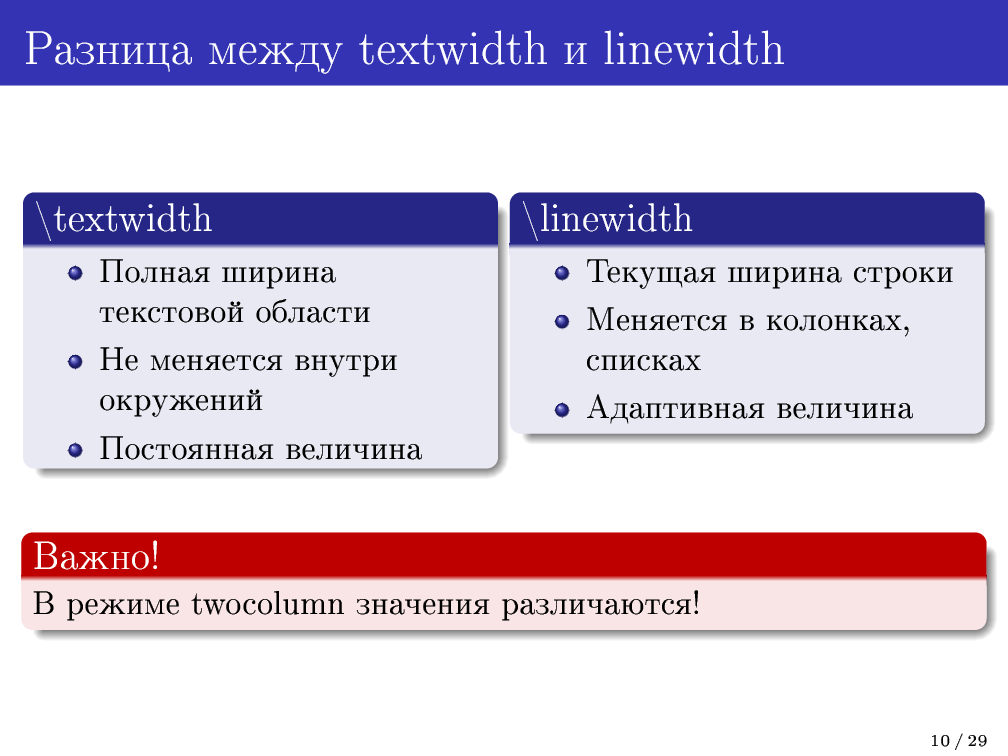 Разница между textwidth и linewidth
\textwidth
Полная ширина
текстовой области
Не меняется внутри
окружений
Постоянная величина
\linewidth
Текущая ширина строки
Меняется в колонках,
списках
Адаптивная величина
Важно!
В режиме twocolumn значения различаются!
10 / 29